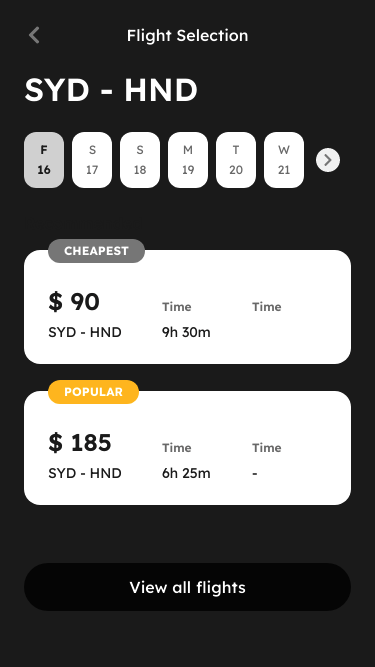 Flight Selection
SYD - HND
F S S M T W
16 17 18 19 20 21
CHEAPEST
$ 90 Time Time
SYD - HND 9h 30m
POPULAR
$ 185 Time Time
SYD - HND 6h 25m -
View all flights